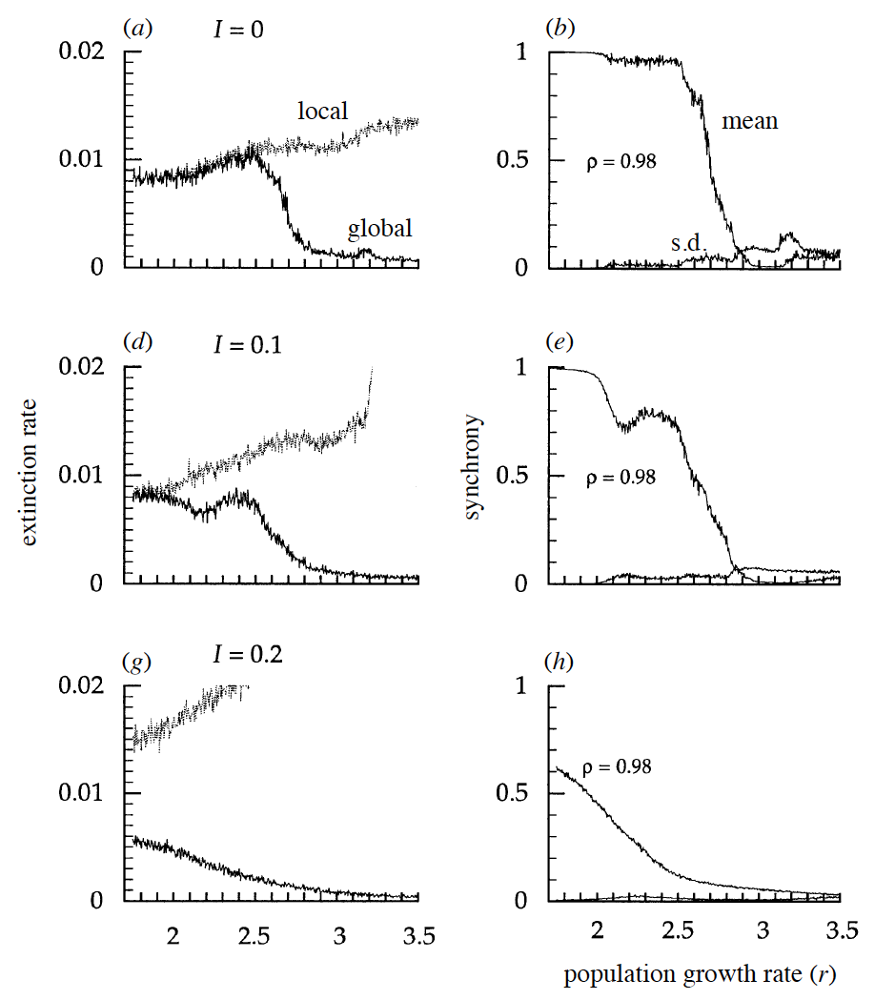 (a) I = 0
0.02
local
0.01
global
0
(b)
1
mean
0.5
ρ = 0.98
s.d.
0
(d) I = 0.1
0.02
0.01
0
extinction rate
(e)
1
0.5
ρ = 0.98
0
synchrony
(g) I = 0.2
0.02
0.01
0
2 2.5 3 3.5
(h)
1
ρ = 0.98
0.5
0
2 2.5 3 3.5
population growth rate (r)